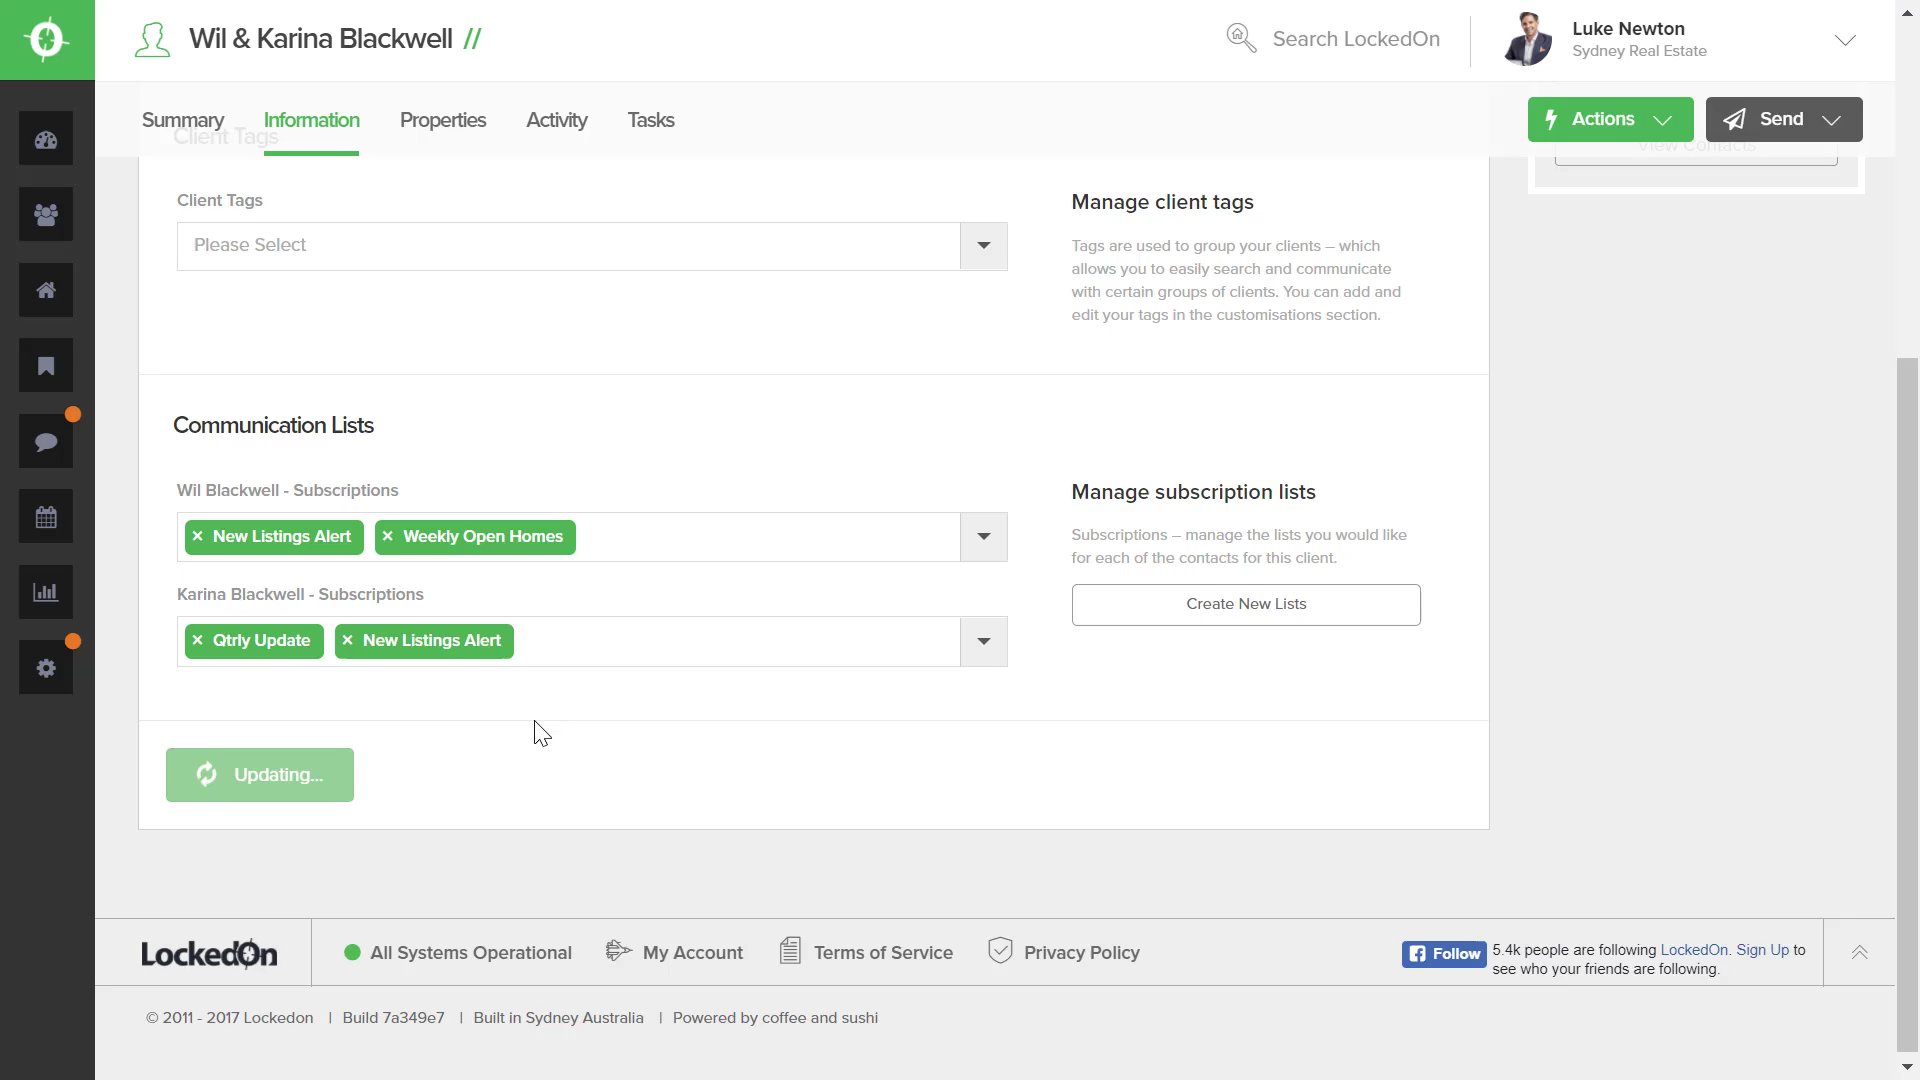 Wil & Karina Blackwell //
Search LockedOn
Luke Newton
Sydney Real Estate
Summary
Information
Properties
Activity
Tasks
Actions
Send
Client Tags
View Contacts
Client Tags
Please Select
Manage client tags
Tags are used to group your clients – which
allows you to easily search and communicate
with certain groups of clients. You can add and
edit your tags in the customisations section.
Communication Lists
Wil Blackwell - Subscriptions
× New Listings Alert × Weekly Open Homes
Karina Blackwell - Subscriptions
× Qtrly Update × New Listings Alert
Manage subscription lists
Subscriptions – manage the lists you would like
for each of the contacts for this client.
Create New Lists
Updating...
LockedOn
All Systems Operational
My Account
Terms of Service
Privacy Policy
Follow
5.4k people are following LockedOn. Sign Up to
see who your friends are following.
© 2011 - 2017 Lockedon | Build 7a349e7 | Built in Sydney Australia | Powered by coffee and sushi